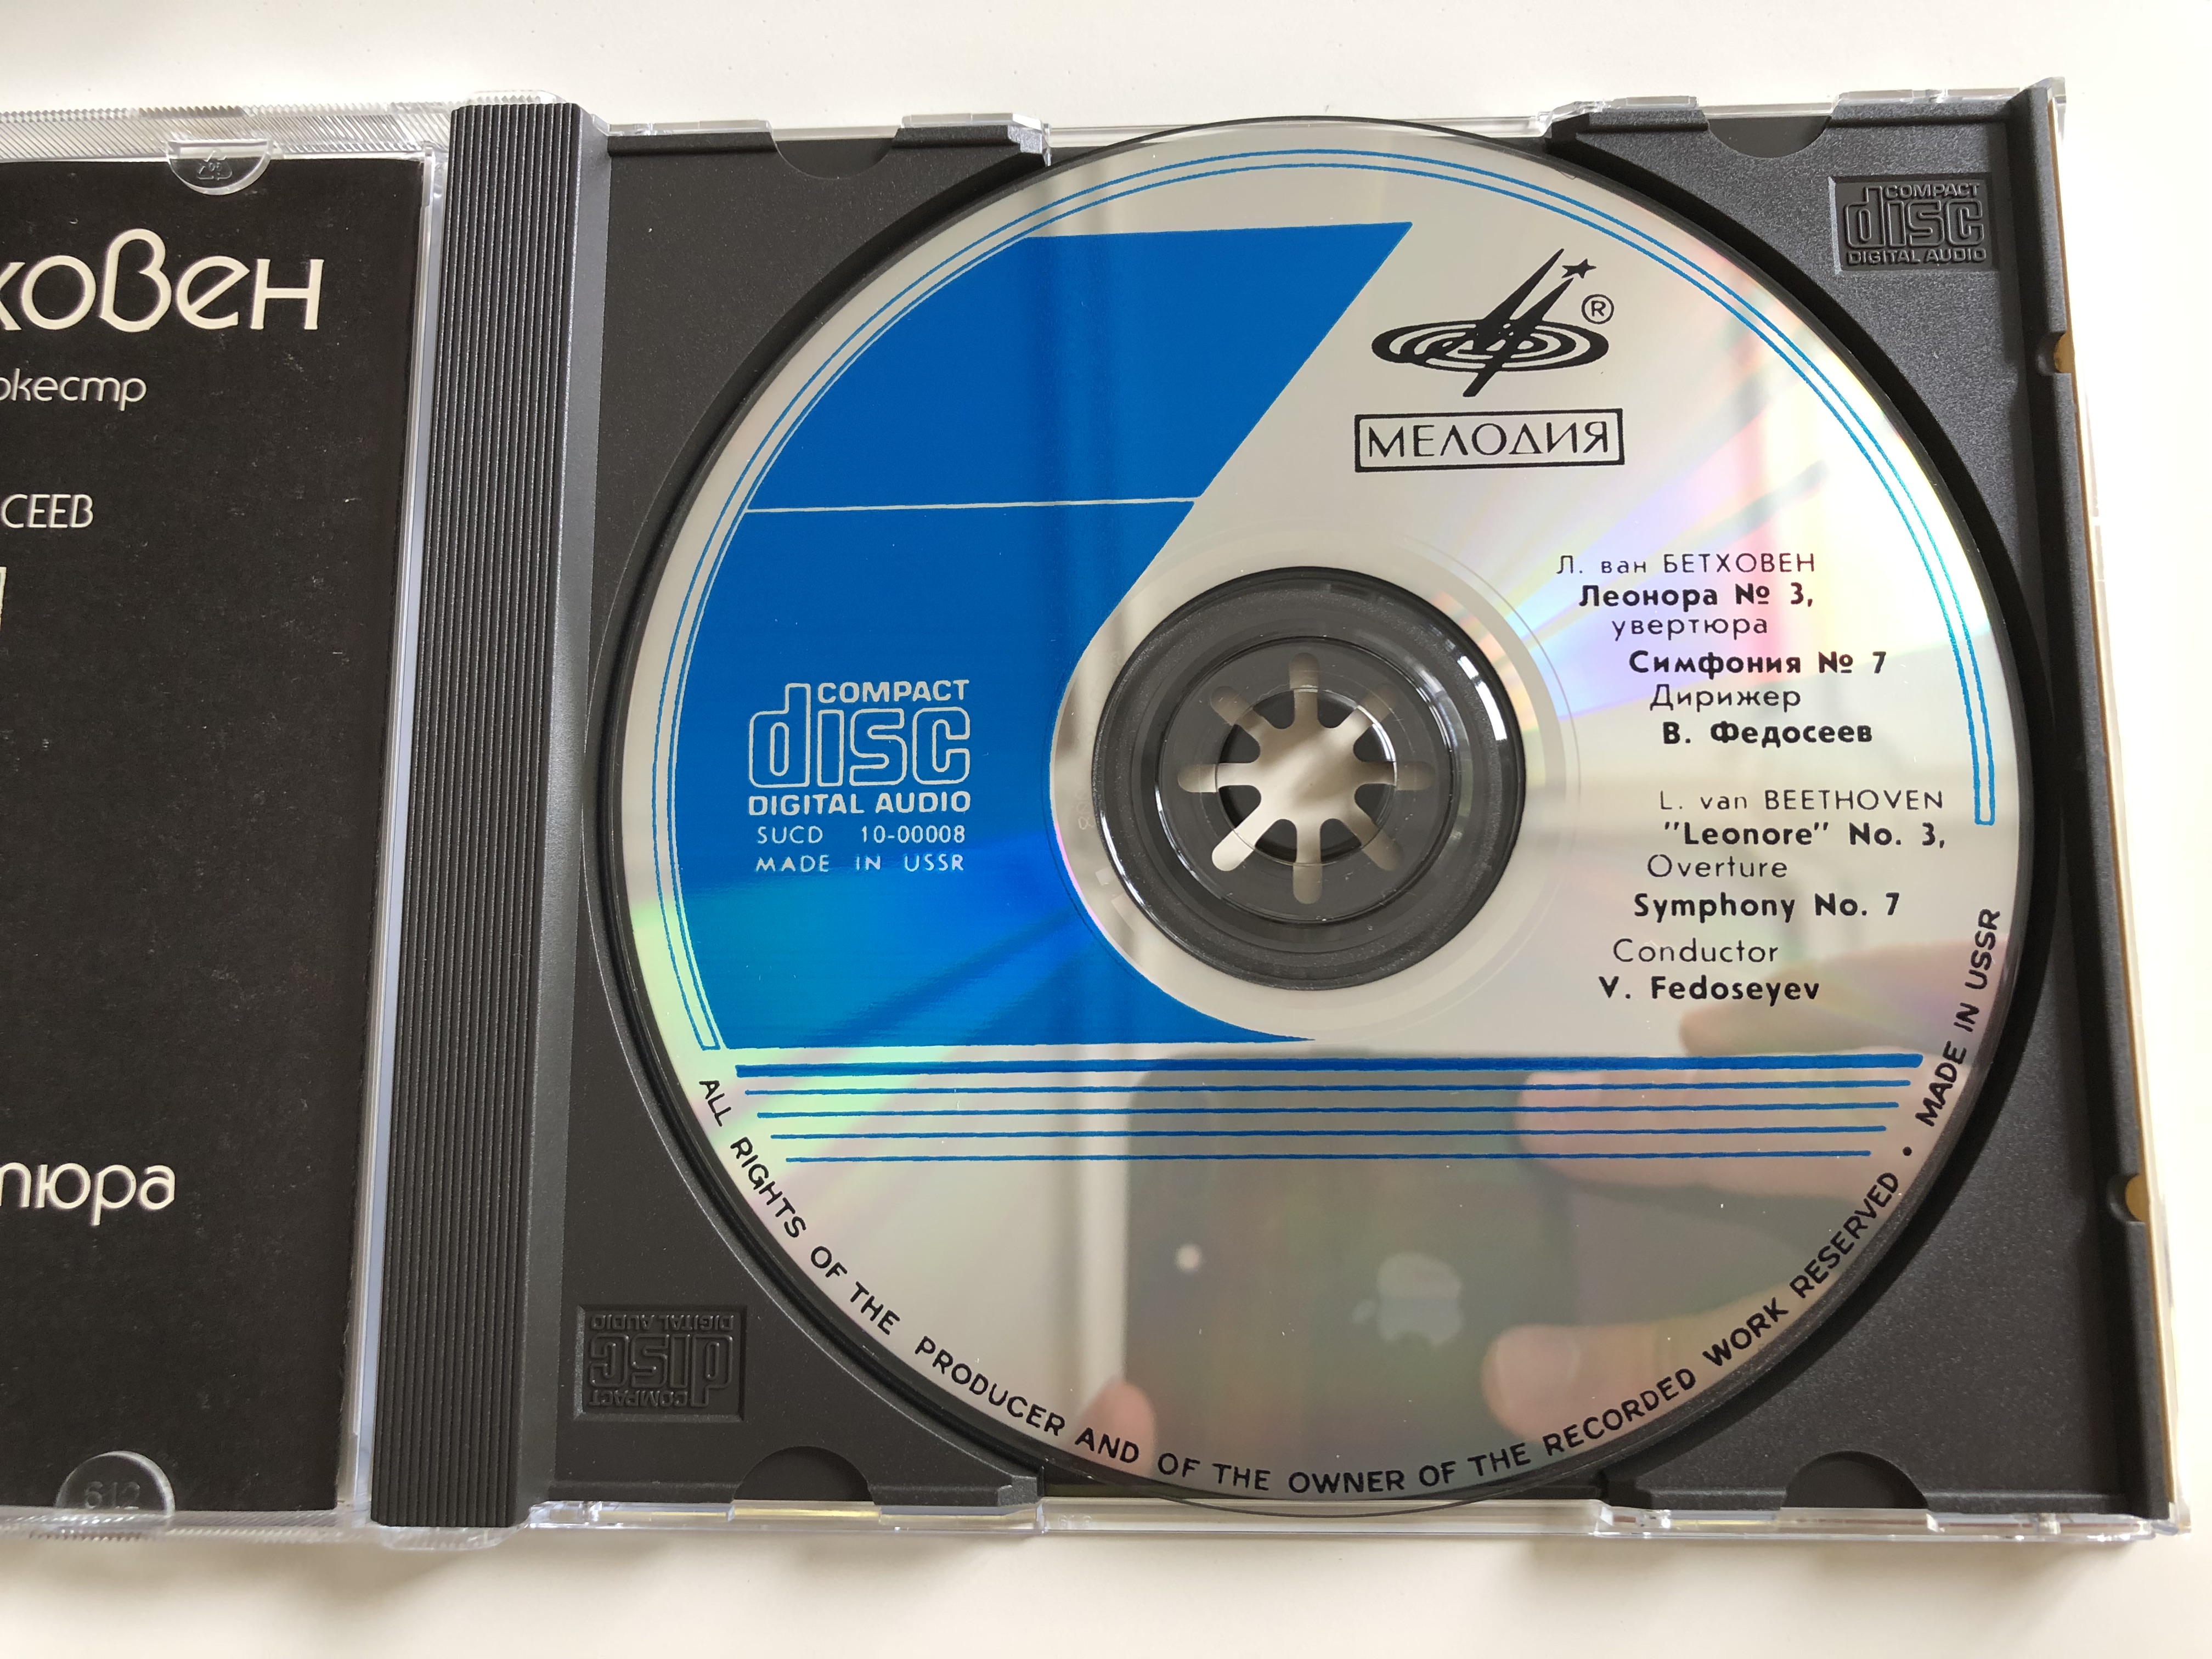 ховен
ркестр
СЕЕВ
тюра
612
COMPACT
disc
DIGITAL AUDIO
®
МЕЛОДИЯ
Л. ван БЕТХОВЕН
Леонора № 3,
увертюра
Симфония № 7
Дирижер
В. Федосеев
L. van BEETHOVEN
"Leonore" No. 3,
Overture
Symphony No. 7
Conductor
V. Fedoseyev
COMPACT
disc
DIGITAL AUDIO
SUCD 10-00008
MADE IN USSR
ALL RIGHTS OF THE PRODUCER AND OF THE OWNER OF THE RECORDED WORK RESERVED • MADE IN USSR
COMPACT
disc
DIGITAL AUDIO